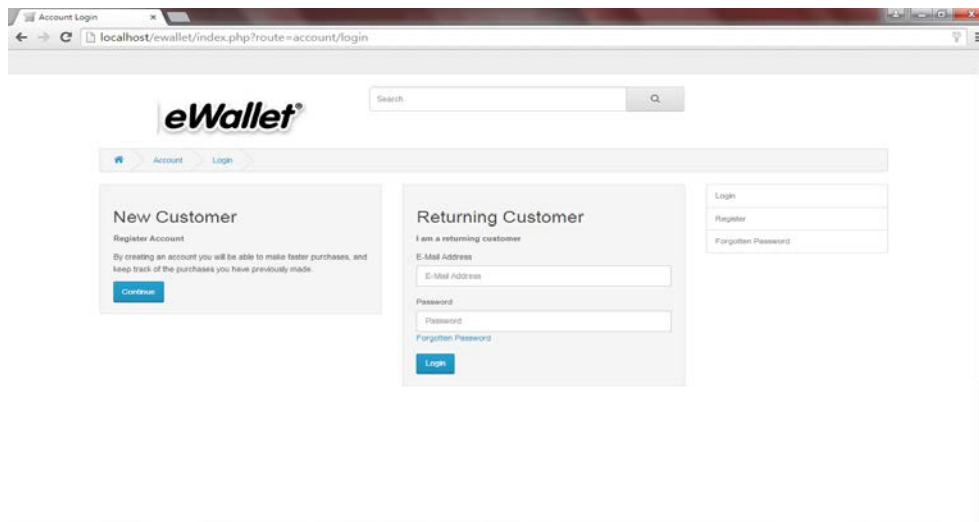 Account Login
localhost/ewallet/index.php?route=account/login
eWallet®
Search
Account
Login
New Customer
Register Account
By creating an account you will be able to make faster purchases, and
keep track of the purchases you have previously made.
Continue
Returning Customer
I am a returning customer
E-Mail Address
E-Mail Address
Password
Password
Forgotten Password
Login
Login
Register
Forgotten Password